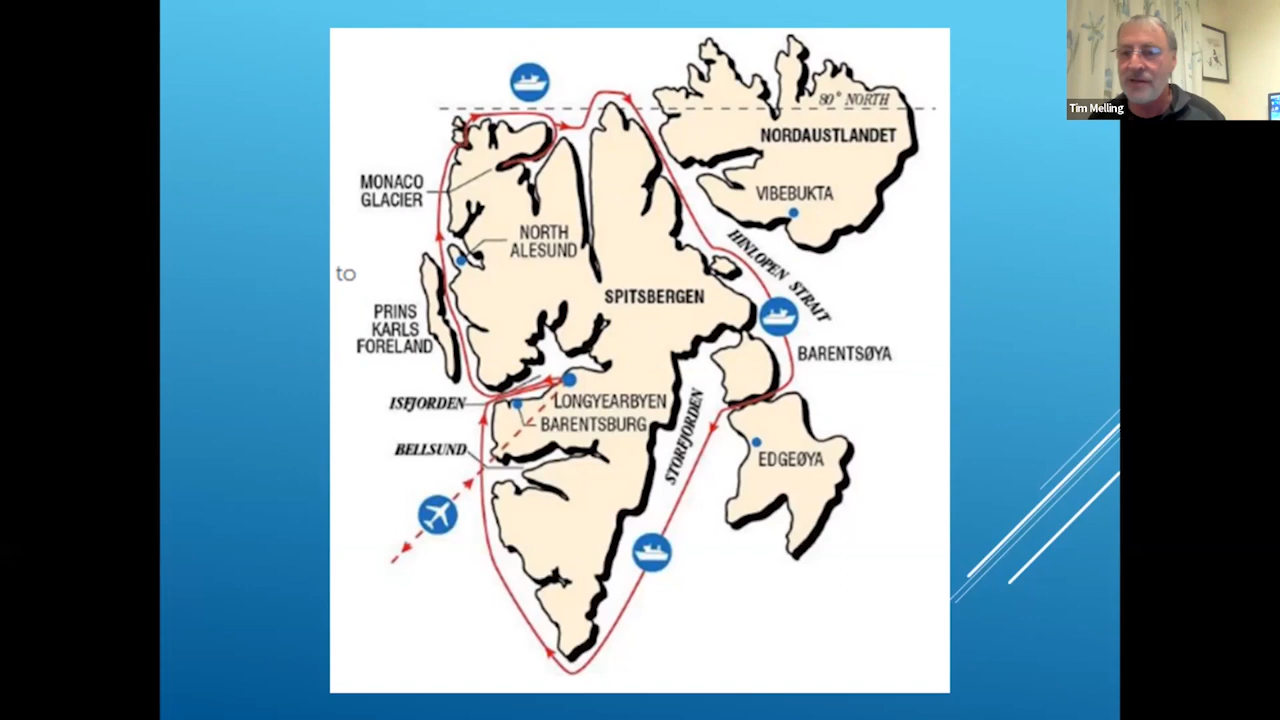 Tim Melling
80° NORTH
NORDAUSTLANDET
MONACO
GLACIER
VIBEBUKTA
NORTH
ALESUND
HINLOPEN STRAIT
to
SPITSBERGEN
PRINS
KARLS
FORELAND
BARENTSØYA
ISFJORDEN
LONGYEARBYEN
BARENTSBURG
STORFJORDEN
BELLSUND
EDGEØYA